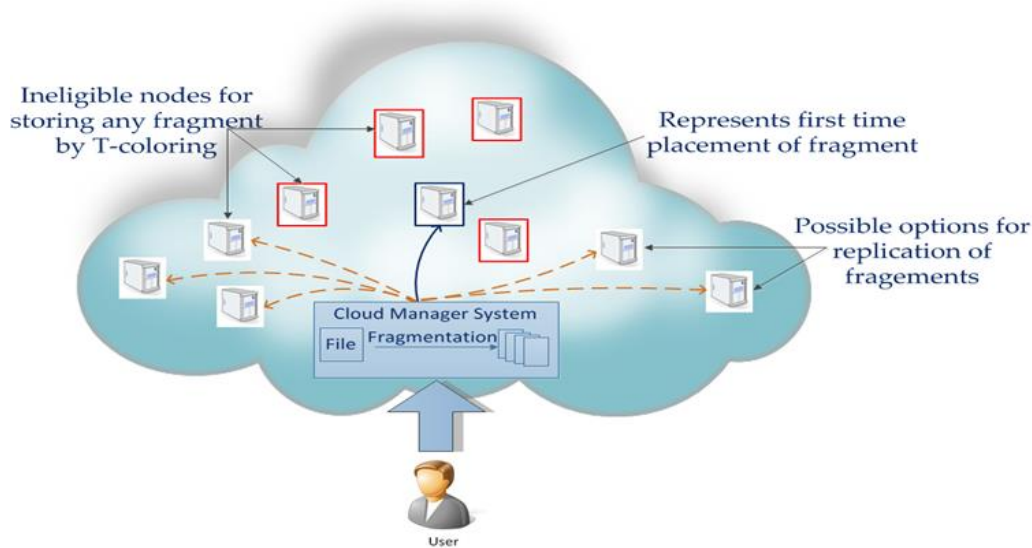 Ineligible nodes for
storing any fragment
by T-coloring
Represents first time
placement of fragment
Possible options for
replication of
fragements
Cloud Manager System
File
Fragmentation
User